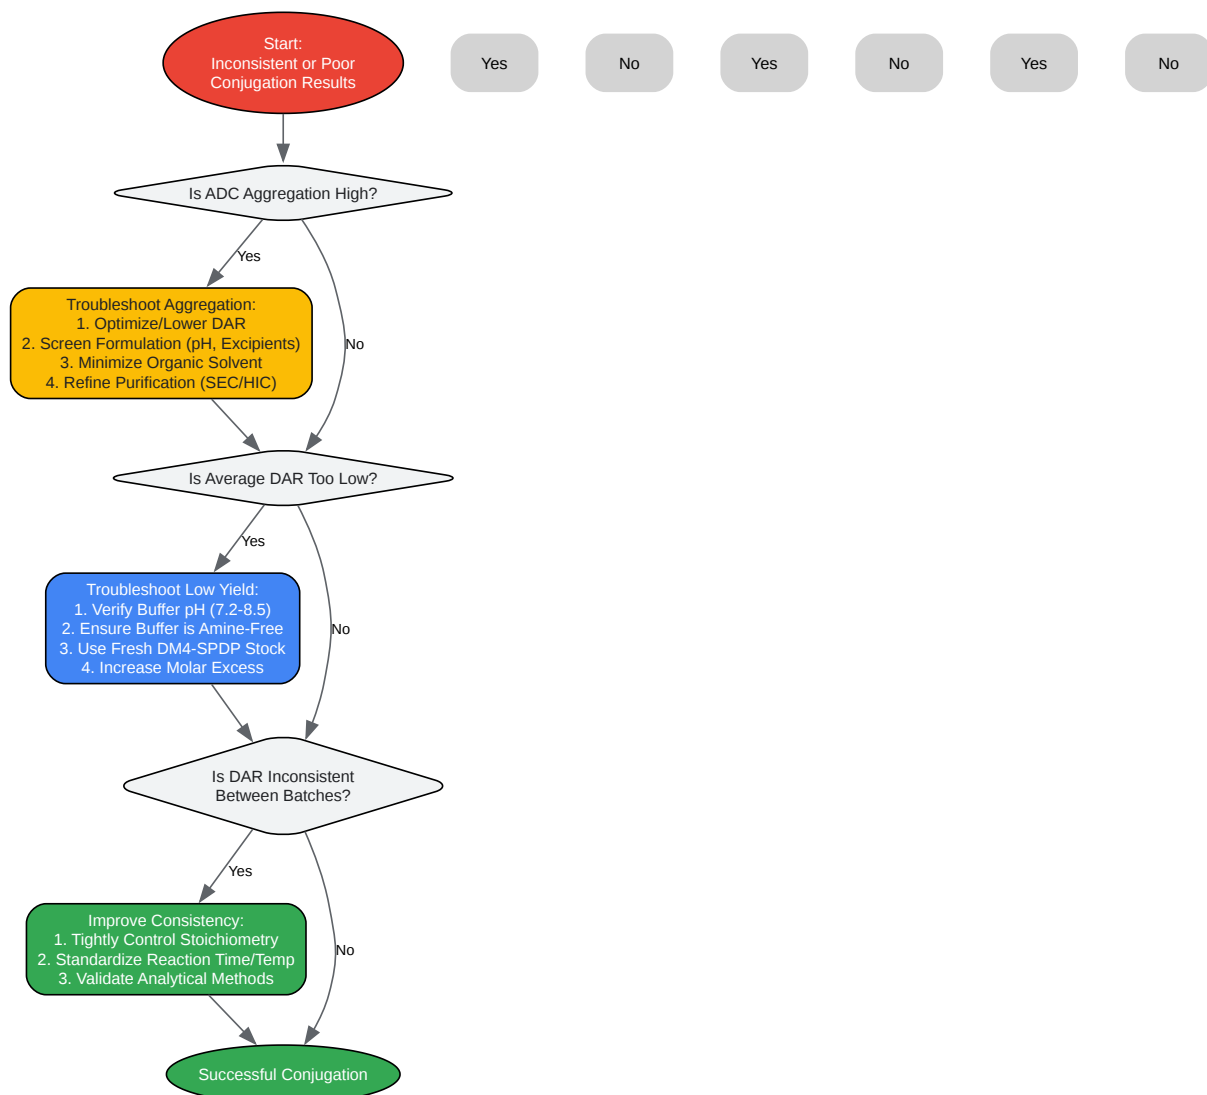 Start:
Inconsistent or Poor
Conjugation Results
Yes
No
Yes
No
Yes
No
Is ADC Aggregation High?
Yes
No
Troubleshoot Aggregation:
1. Optimize/Lower DAR
2. Screen Formulation (pH, Excipients)
3. Minimize Organic Solvent
4. Refine Purification (SEC/HIC)
Is Average DAR Too Low?
Yes
No
Troubleshoot Low Yield:
1. Verify Buffer pH (7.2-8.5)
2. Ensure Buffer is Amine-Free
3. Use Fresh DM4-SPDP Stock
4. Increase Molar Excess
Is DAR Inconsistent
Between Batches?
Yes
No
Improve Consistency:
1. Tightly Control Stoichiometry
2. Standardize Reaction Time/Temp
3. Validate Analytical Methods
Successful Conjugation